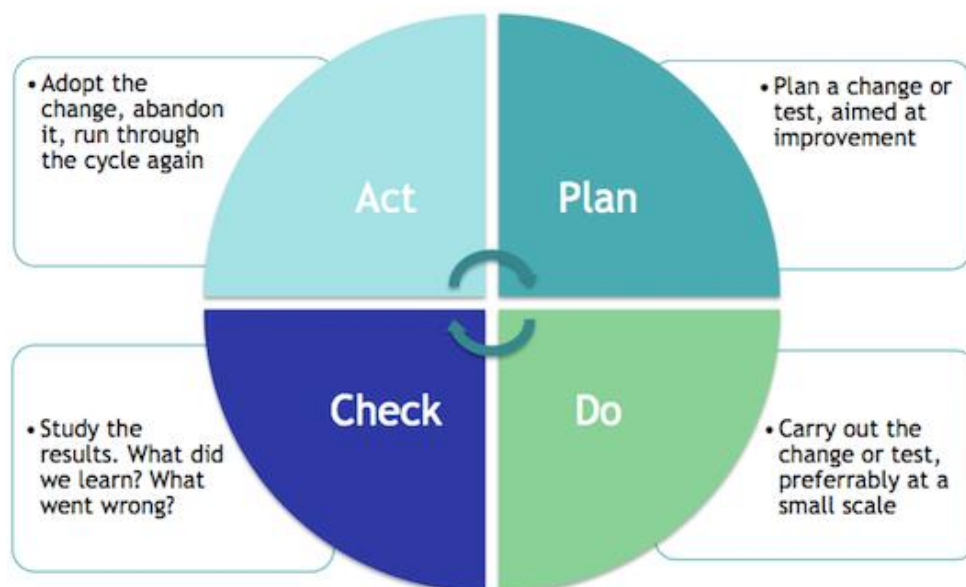 • Adopt the
change, abandon
it, run through
the cycle again
Act
Plan
• Plan a change or
test, aimed at
improvement
• Study the
results. What did
we learn? What
went wrong?
Check
Do
• Carry out the
change or test,
preferrably at a
small scale